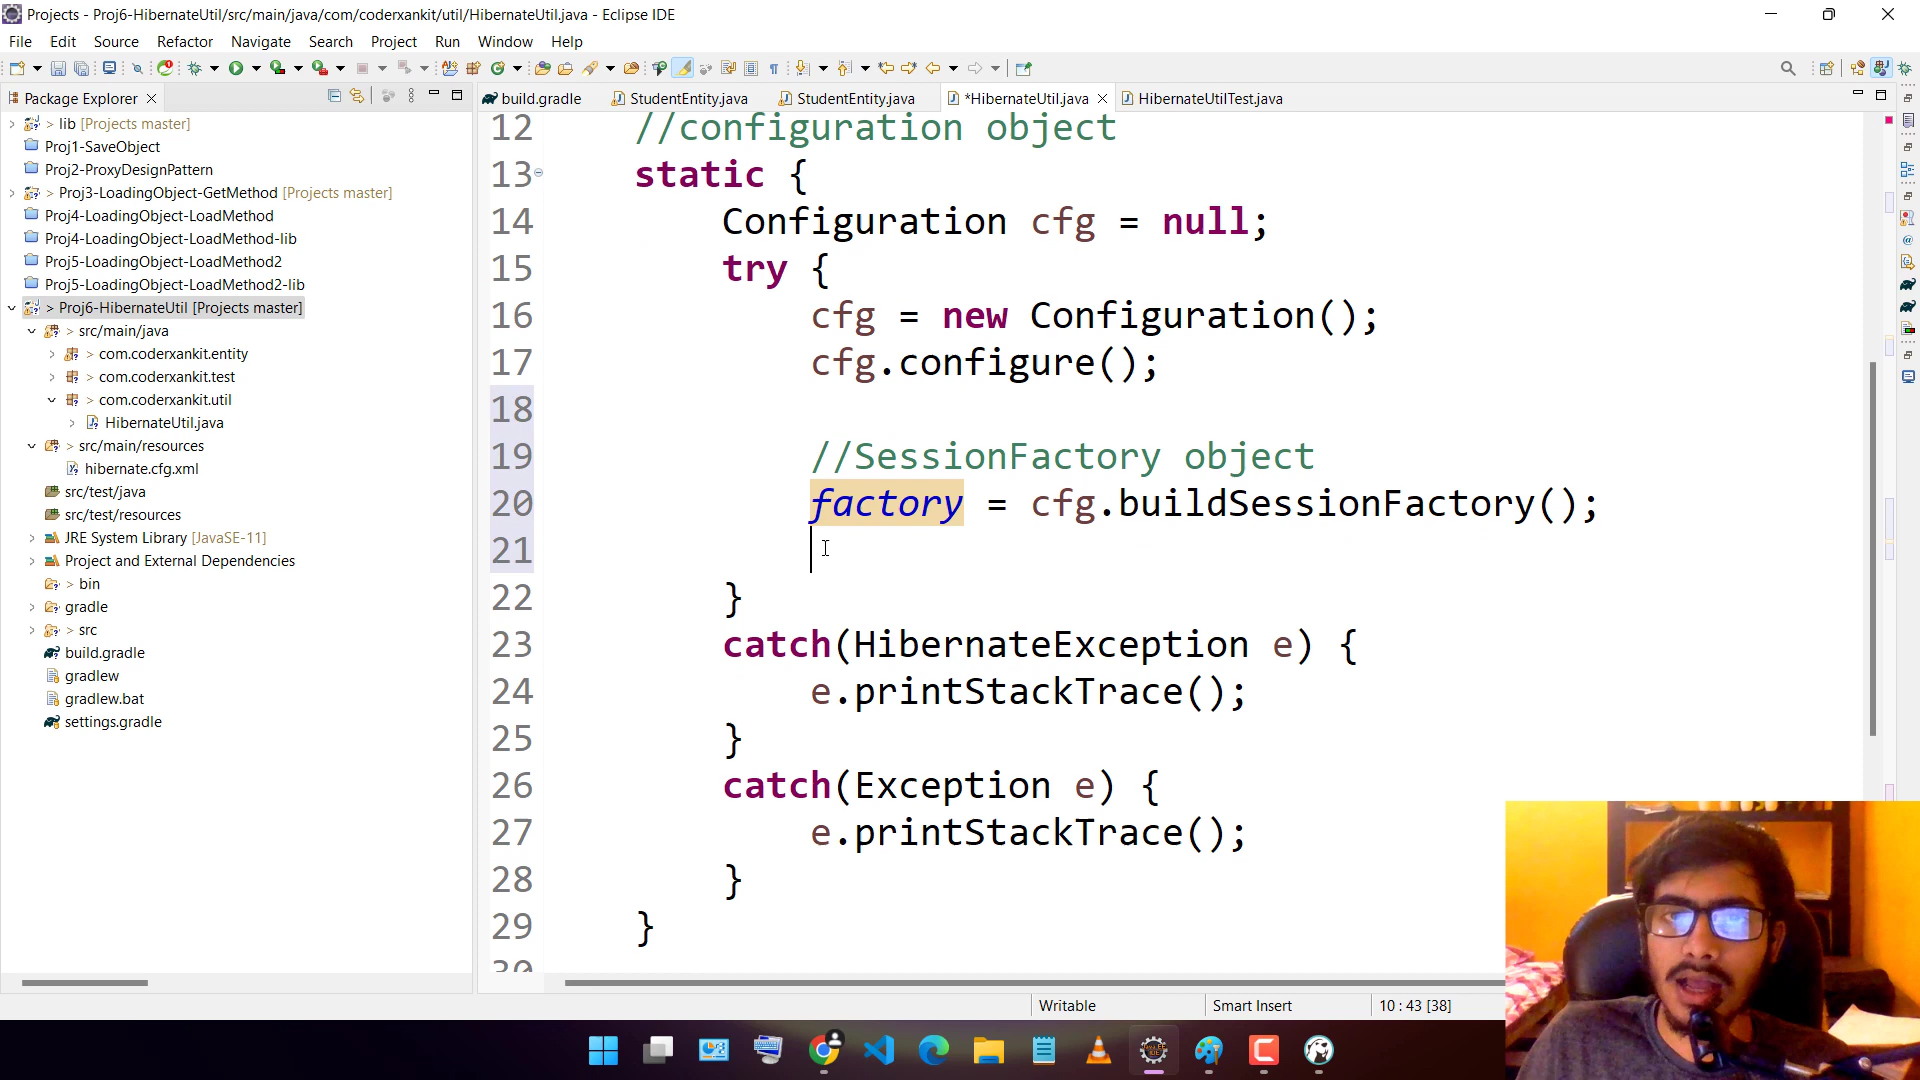 Projects - Proj6-HibernateUtil/src/main/java/com/coderxankit/util/HibernateUtil.java - Eclipse IDE
File Edit Source Refactor Navigate Search Project Run Window Help
Package Explorer
build.gradle StudentEntity.java StudentEntity.java *HibernateUtil.java HibernateUtilTest.java
> lib [Projects master]
Proj1-SaveObject
Proj2-ProxyDesignPattern
> Proj3-LoadingObject-GetMethod [Projects master]
Proj4-LoadingObject-LoadMethod
Proj4-LoadingObject-LoadMethod-lib
Proj5-LoadingObject-LoadMethod2
Proj5-LoadingObject-LoadMethod2-lib
> Proj6-HibernateUtil [Projects master]
> src/main/java
> com.coderxankit.entity
> com.coderxankit.test
> com.coderxankit.util
HibernateUtil.java
> src/main/resources
hibernate.cfg.xml
src/test/java
src/test/resources
JRE System Library [JavaSE-11]
Project and External Dependencies
> bin
gradle
> src
build.gradle
gradlew
gradlew.bat
settings.gradle
12 //configuration object
13 static {
14 Configuration cfg = null;
15 try {
16 cfg = new Configuration();
17 cfg.configure();
18
19 //SessionFactory object
20 factory = cfg.buildSessionFactory();
21
22 }
23 catch(HibernateException e) {
24 e.printStackTrace();
25 }
26 catch(Exception e) {
27 e.printStackTrace();
28 }
29 }
30
Writable Smart Insert 10 : 43 [38]